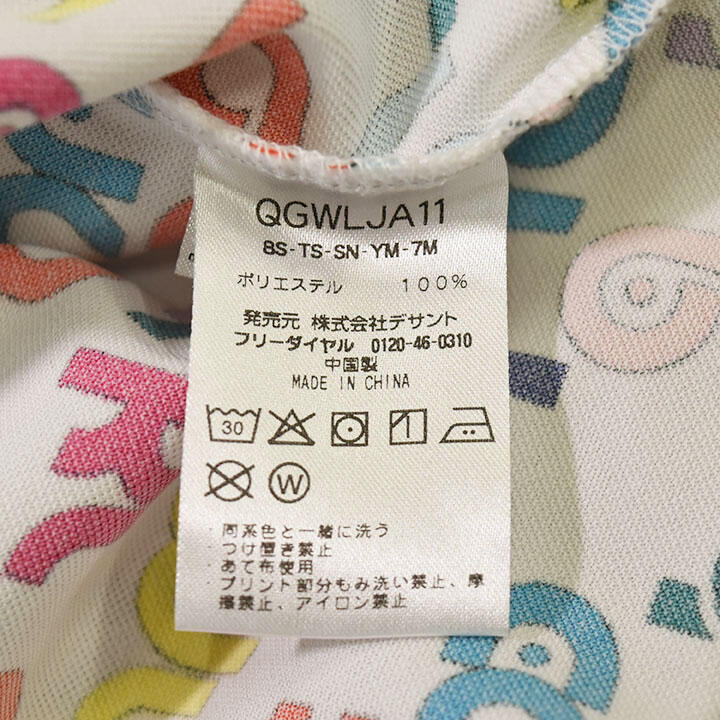 QGWLJA11
8S-TS-SN-YM-7M
ポリエステル 100%
発売元 株式会社デサント
フリーダイヤル 0120-46-0310
中国製
MADE IN CHINA
30
W
・同系色と一緒に洗う
・つけ置き禁止
・あて布使用
・プリント部分もみ洗い禁止、摩
擦禁止、アイロン禁止、